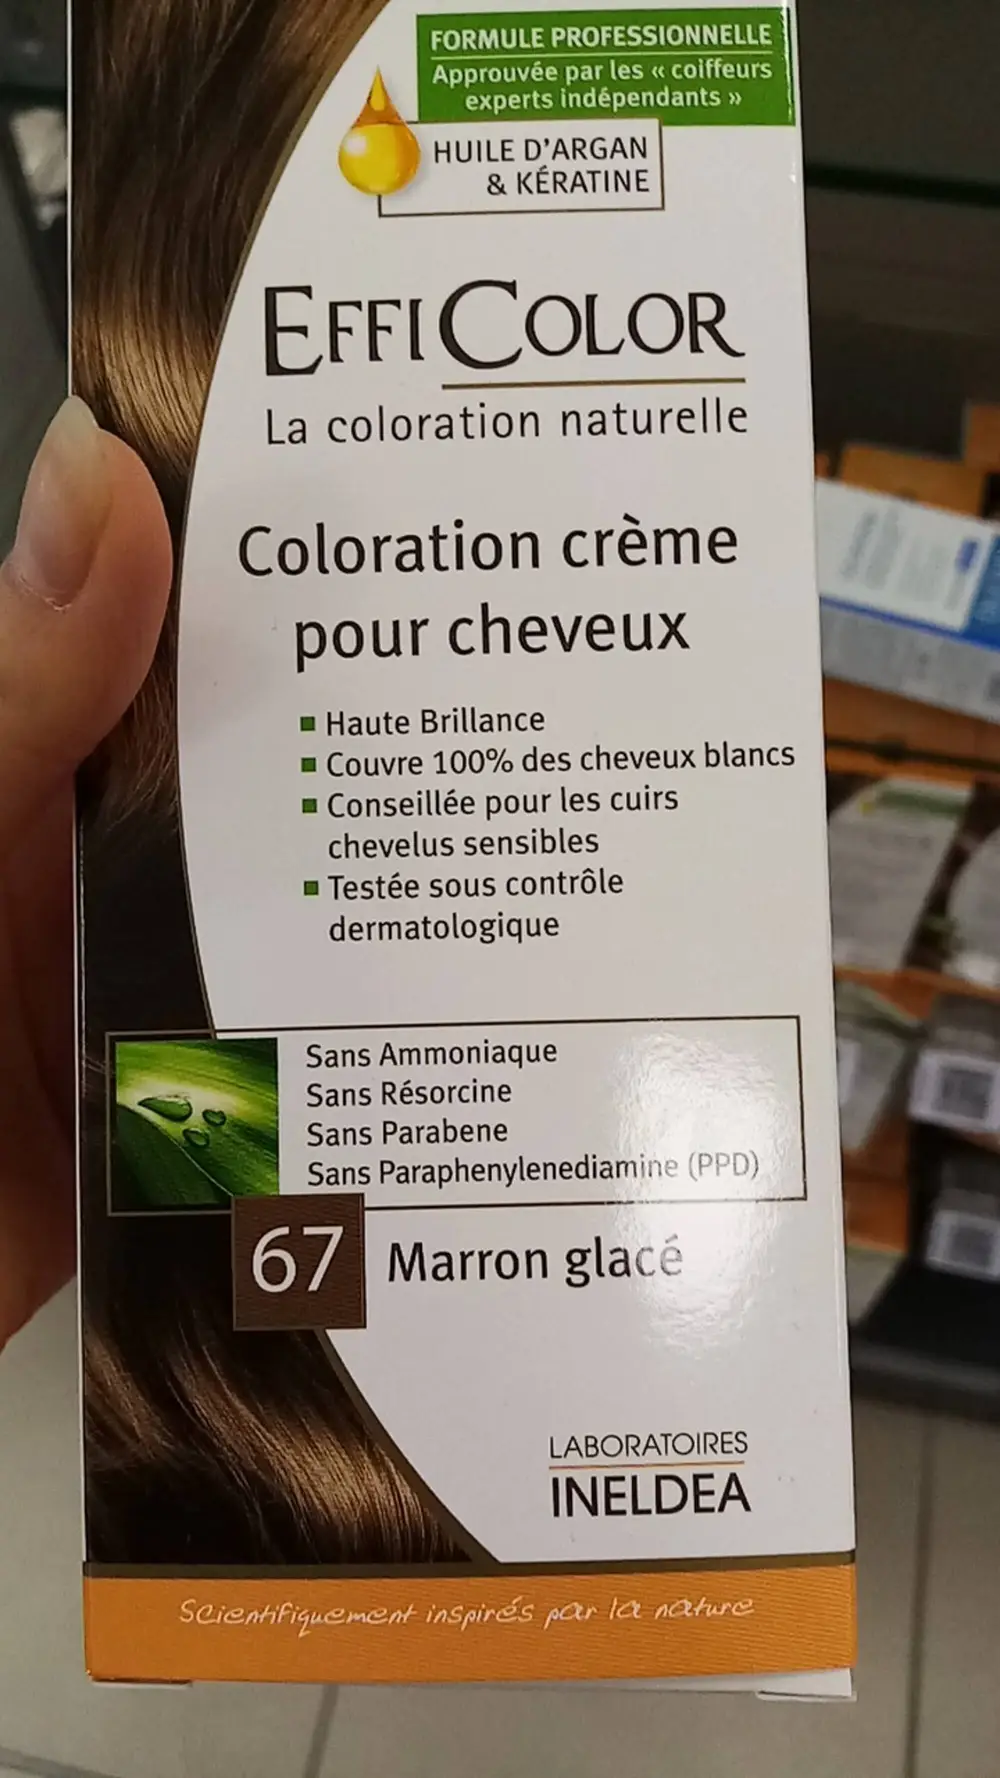 FORMULE PROFESSIONNELLE
Approuvée par les « coiffeurs
experts indépendants »
HUILE D'ARGAN
& KÉRATINE
EFFICOLOR
La coloration naturelle
Coloration crème
pour cheveux
Haute Brillance
Couvre 100% des cheveux blancs
Conseillée pour les cuirs
chevelus sensibles
Testée sous contrôle
dermatologique
Sans Ammoniaque
Sans Résorcine
Sans Parabene
Sans Paraphenylenediamine (PPD)
67 Marron glacé
LABORATOIRES
INELDEA
Scientifiquement inspirés par la nature